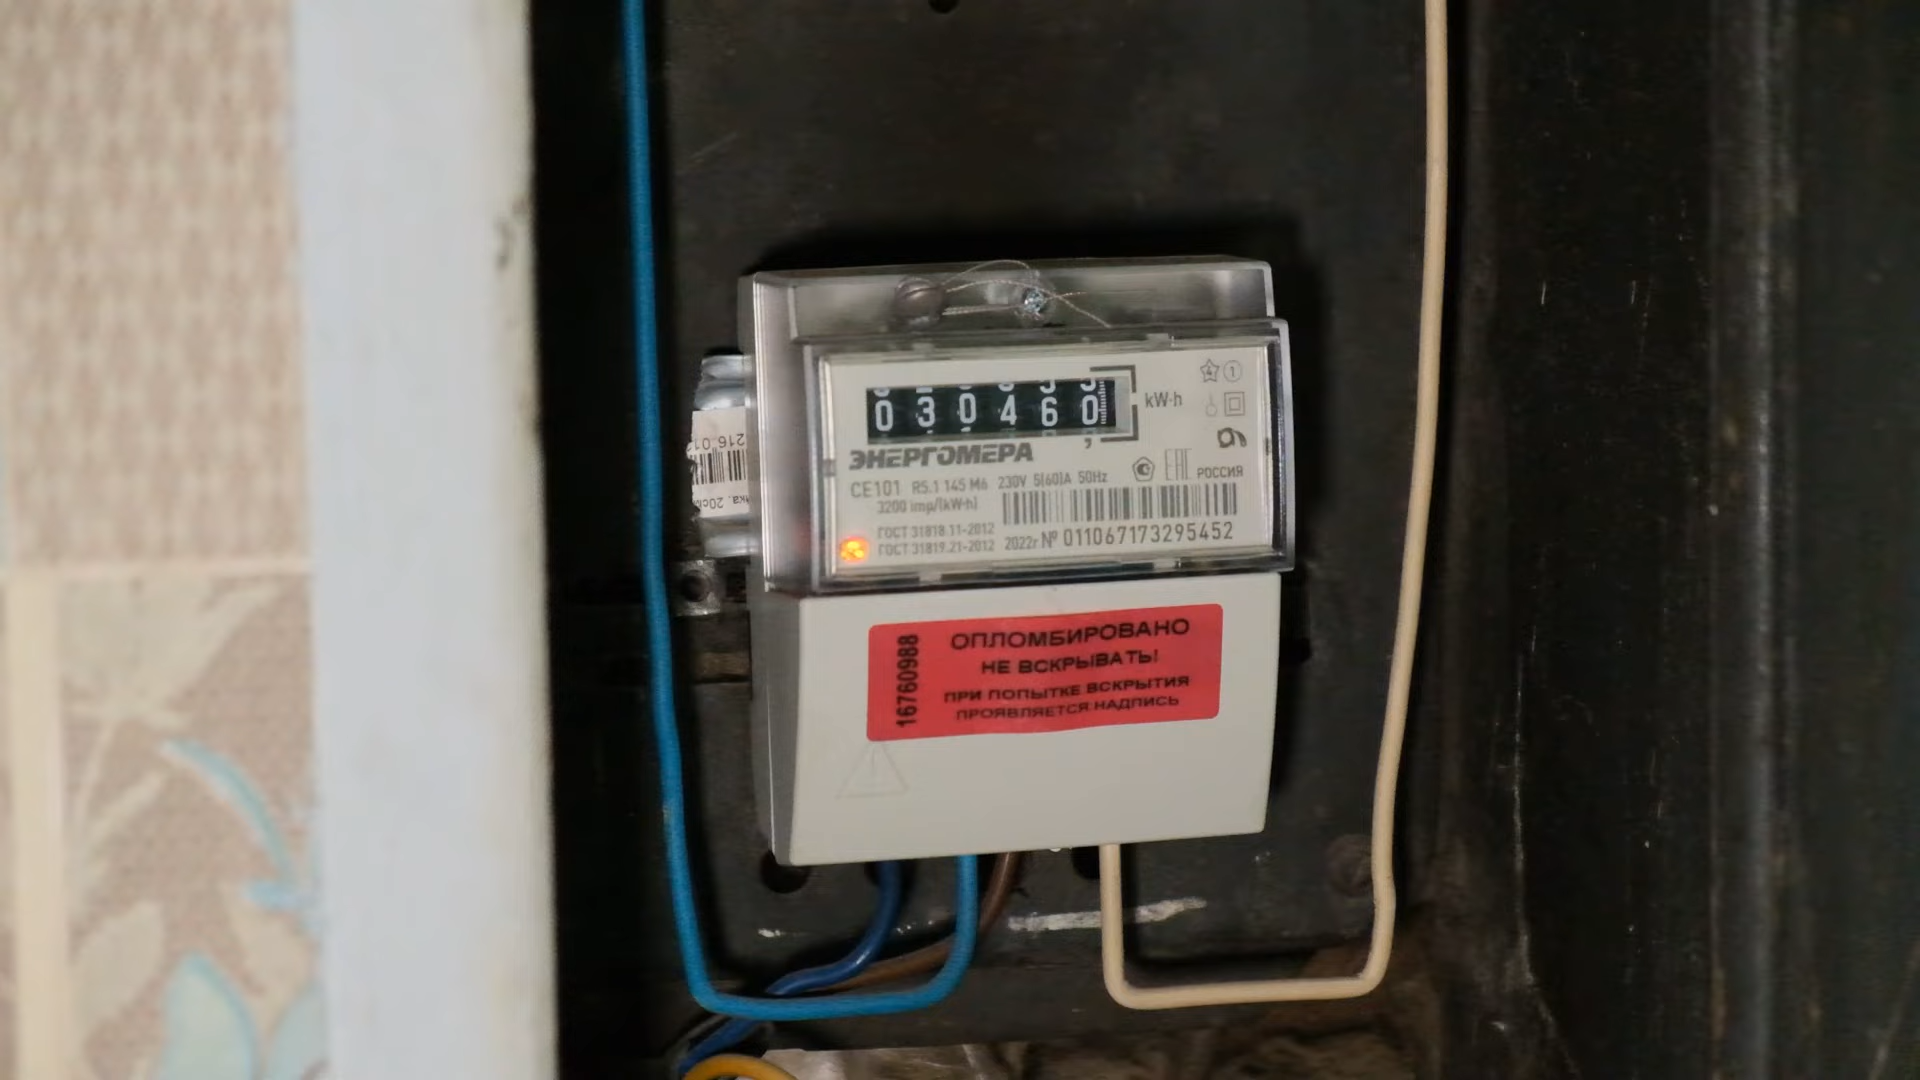 030460
kW·h
ЭНЕРГОМЕРА
CE101 R5.1 145 M6 230V 5(60)A 50Hz
РОССИЯ
3200 imp/(kW·h)
ГОСТ 31818.11-2012
ГОСТ 31819.21-2012
2022г № 011067173295452
16760988
ОПЛОМБИРОВАНО
НЕ ВСКРЫВАТЬ!
ПРИ ПОПЫТКЕ ВСКРЫТИЯ
ПРОЯВЛЯЕТСЯ НАДПИСЬ